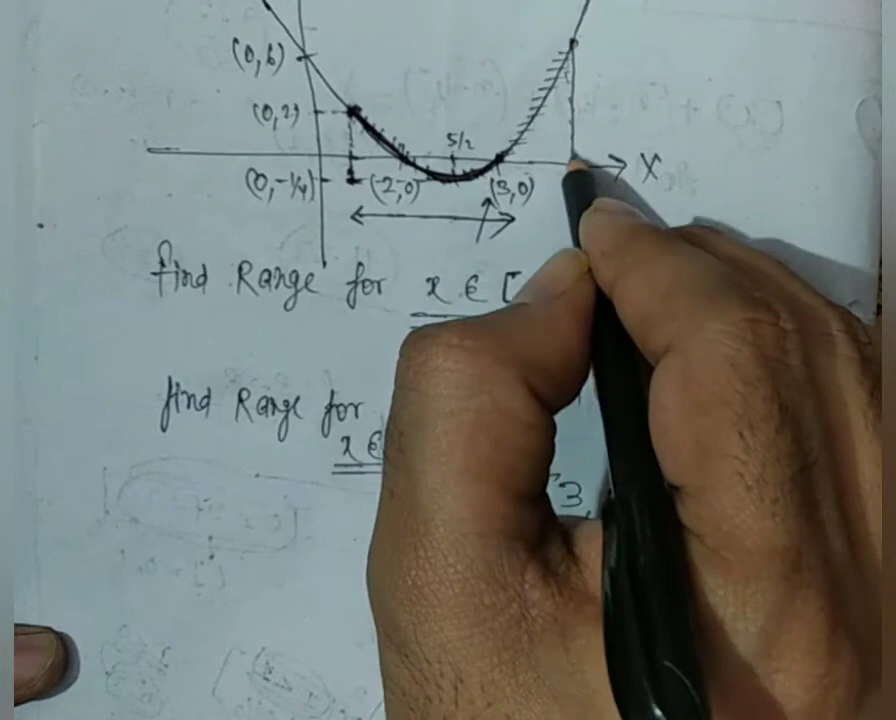 (0,6)
(0,2)
5/2
X
(0,-1/4) (-2,0) (3,0)
find Range for x ∈ [
find Range for
x ∈